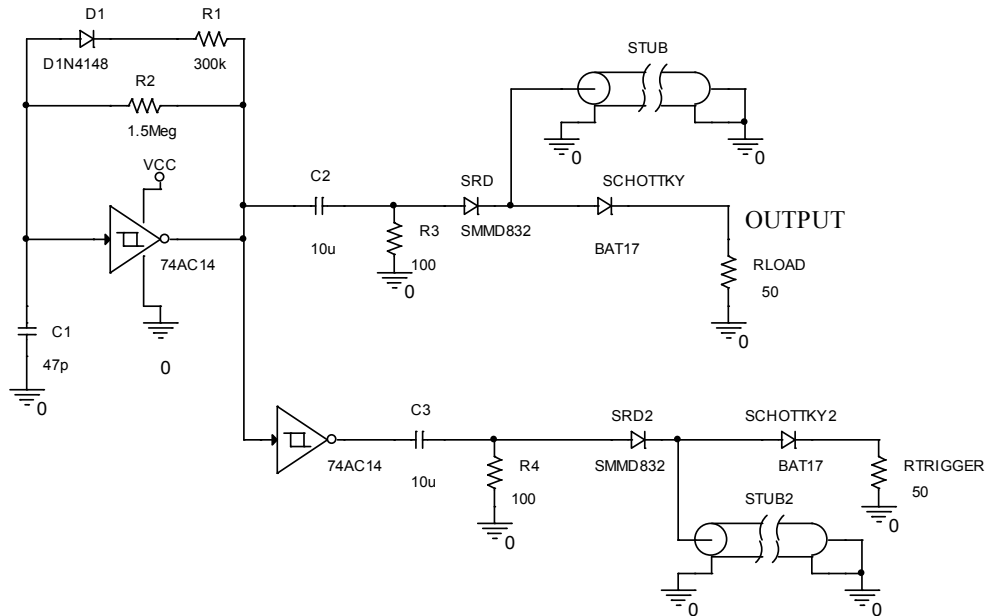 D1
R1
D1N4148
300k
R2
1.5Meg
VCC
74AC14
0
C1
47p
0
C2
10u
R3
100
0
SRD
SMMD832
STUB
0
0
SCHOTTKY
BAT17
OUTPUT
RLOAD
50
0
74AC14
C3
10u
R4
100
0
SRD2
SMMD832
SCHOTTKY2
BAT17
RTRIGGER
50
0
STUB2
0
0